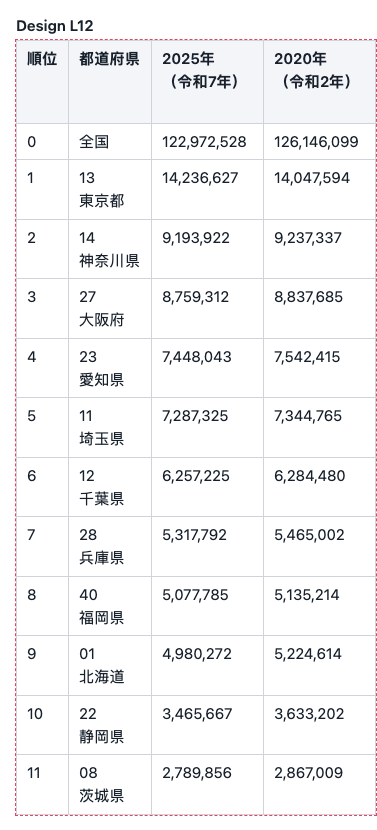 Design L12
順位 都道府県 2025年 2020年
（令和7年） （令和2年）
0 全国 122,972,528 126,146,099
1 13 14,236,627 14,047,594
東京都
2 14 9,193,922 9,237,337
神奈川県
3 27 8,759,312 8,837,685
大阪府
4 23 7,448,043 7,542,415
愛知県
5 11 7,287,325 7,344,765
埼玉県
6 12 6,257,225 6,284,480
千葉県
7 28 5,317,792 5,465,002
兵庫県
8 40 5,077,785 5,135,214
福岡県
9 01 4,980,272 5,224,614
北海道
10 22 3,465,667 3,633,202
静岡県
11 08 2,789,856 2,867,009
茨城県